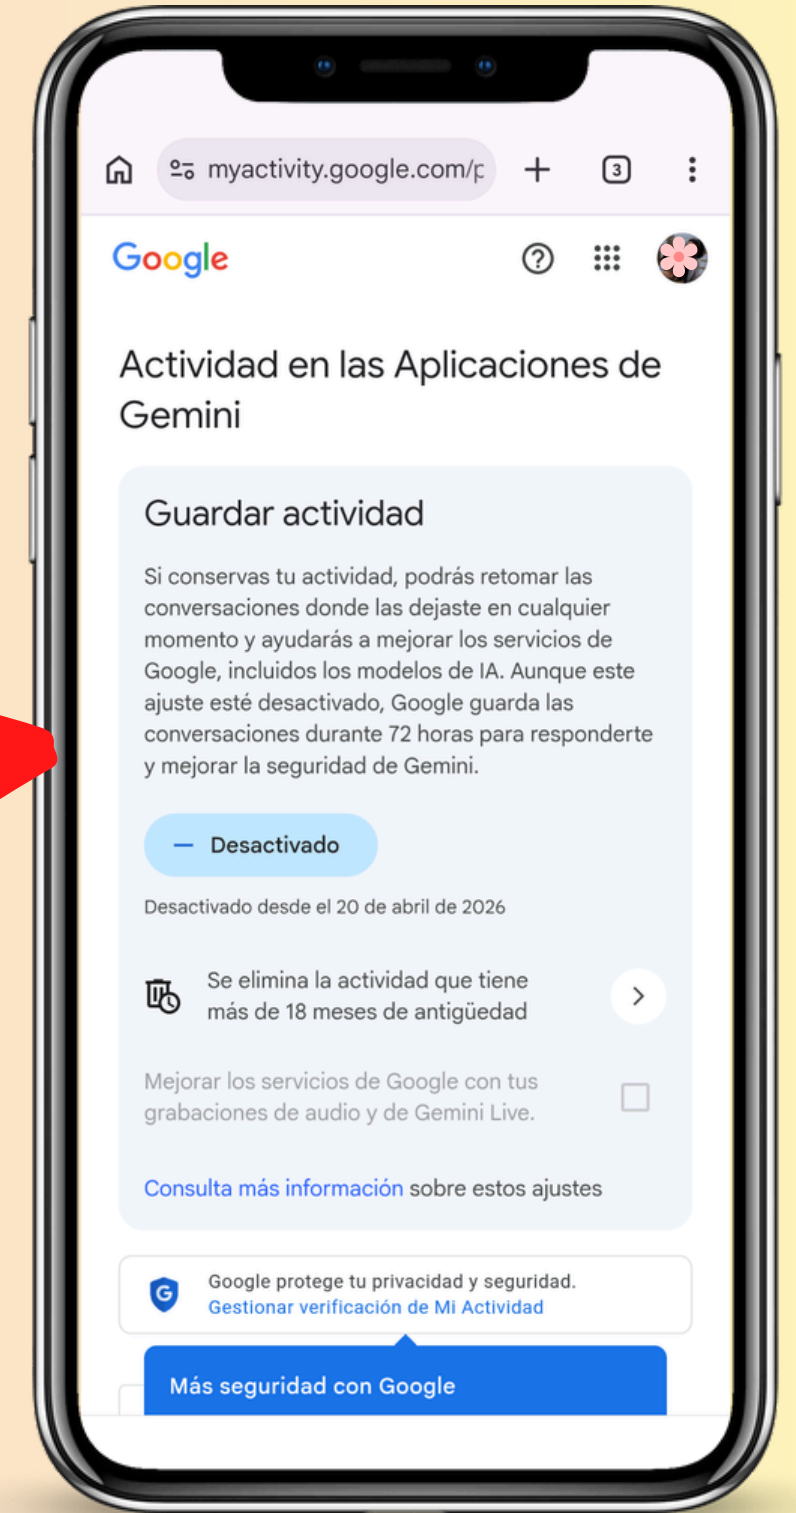 myactivity.google.com/p
3
Google
Actividad en las Aplicaciones de
Gemini
Guardar actividad
Si conservas tu actividad, podrás retomar las
conversaciones donde las dejaste en cualquier
momento y ayudarás a mejorar los servicios de
Google, incluidos los modelos de IA. Aunque este
ajuste esté desactivado, Google guarda las
conversaciones durante 72 horas para responderte
y mejorar la seguridad de Gemini.
Desactivado
Desactivado desde el 20 de abril de 2026
Se elimina la actividad que tiene
más de 18 meses de antigüedad
Mejorar los servicios de Google con tus
grabaciones de audio y de Gemini Live.
Consulta más información sobre estos ajustes
G
Google protege tu privacidad y seguridad.
Gestionar verificación de Mi Actividad
Más seguridad con Google